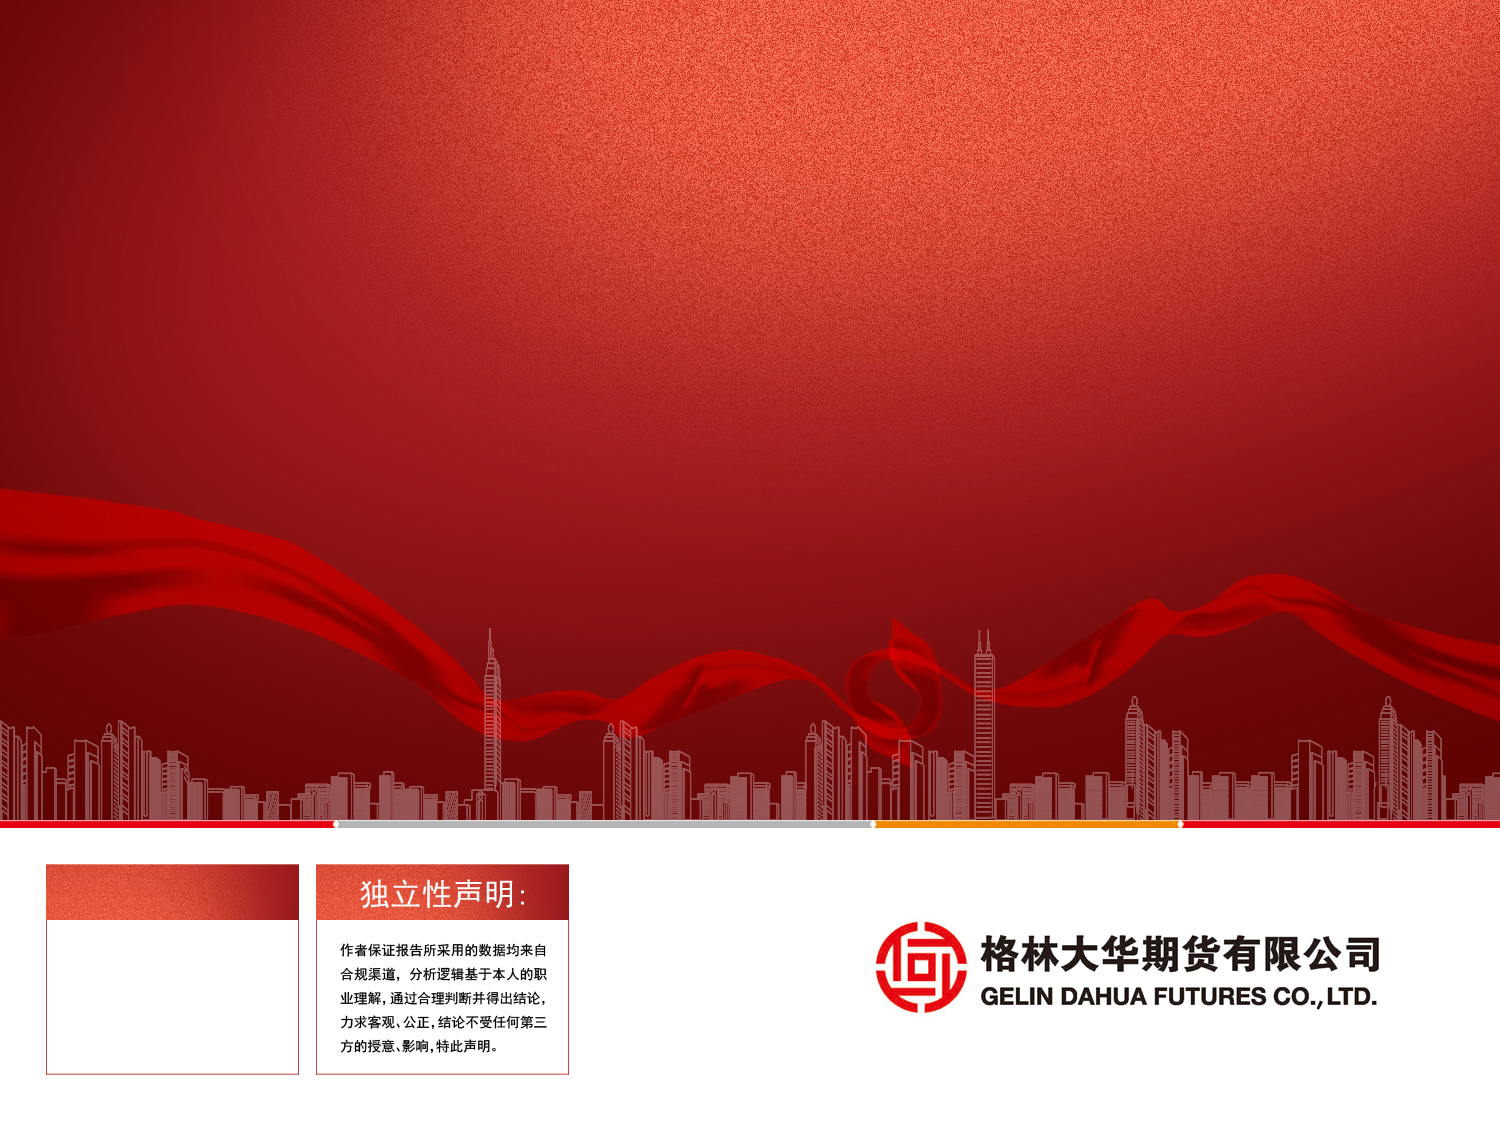 独立性声明：
作者保证报告所采用的数据均来自
合规渠道，分析逻辑基于本人的职
业理解，通过合理判断并得出结论，
力求客观、公正，结论不受任何第三
方的授意、影响，特此声明。
格林大华期货有限公司
GELIN DAHUA FUTURES CO.,LTD.